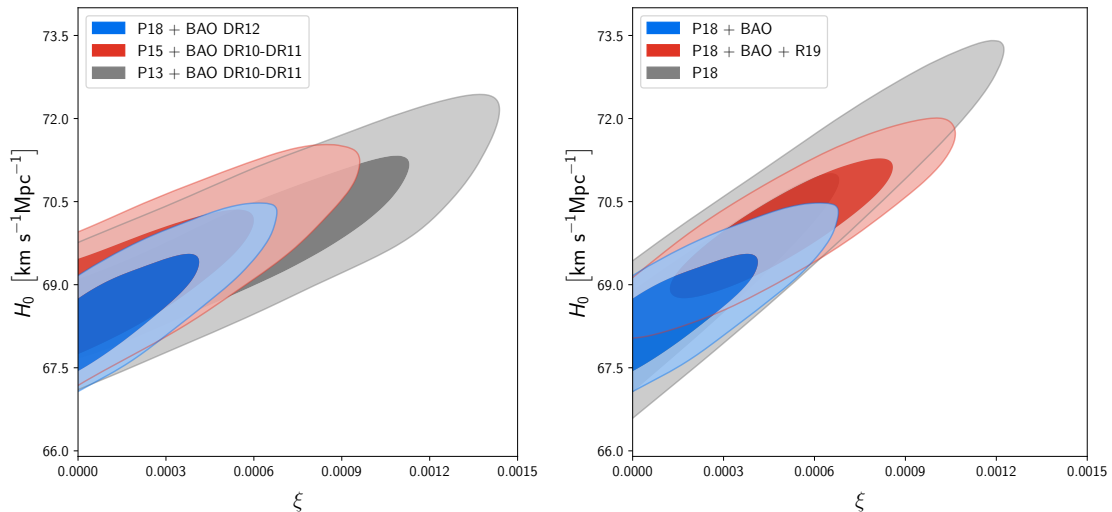 P18 + BAO DR12
P15 + BAO DR10-DR11
P13 + BAO DR10-DR11
73.5
72.0
70.5
69.0
67.5
66.0
H₀ [km s⁻¹Mpc⁻¹]
0.0000
0.0003
0.0006
0.0009
0.0012
0.0015
ξ
P18 + BAO
P18 + BAO + R19
P18
73.5
72.0
70.5
69.0
67.5
66.0
H₀ [km s⁻¹Mpc⁻¹]
0.0000
0.0003
0.0006
0.0009
0.0012
0.0015
ξ